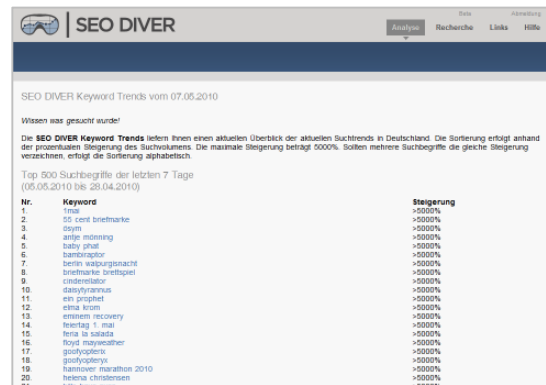 SEO DIVER
Beta Abmeldung
Analyse Recherche Links Hilfe
SEO DIVER Keyword Trends vom 07.05.2010
Wissen was gesucht wurde!
Die SEO DIVER Keyword Trends liefern Ihnen einen aktuellen Überblick der aktuellen Suchtrends in Deutschland. Die Sortierung erfolgt anhand
der prozentualen Steigerung des Suchvolumens. Die maximale Steigerung beträgt 5000%. Sollten mehrere Suchbegriffe die gleiche Steigerung
verzeichnen, erfolgt die Sortierung alphabetisch.
Top 500 Suchbegriffe der letzten 7 Tage
(05.05.2010 bis 28.04.2010)
Nr. Keyword Steigerung
1. 1mai >5000%
2. 55 cent briefmarke >5000%
3. ösym >5000%
4. antje mönning >5000%
5. baby phat >5000%
6. bambiraptor >5000%
7. berlin walpurgisnacht >5000%
8. briefmarke brettspiel >5000%
9. cinderellator >5000%
10. daisytyrannus >5000%
11. ein prophet >5000%
12. elma krom >5000%
13. eminem recovery >5000%
14. feiertag 1. mai >5000%
15. feria la salada >5000%
16. floyd mayweather >5000%
17. goofyopterix >5000%
18. goofyopteryx >5000%
19. hannover marathon 2010 >5000%
20. helena christensen >5000%